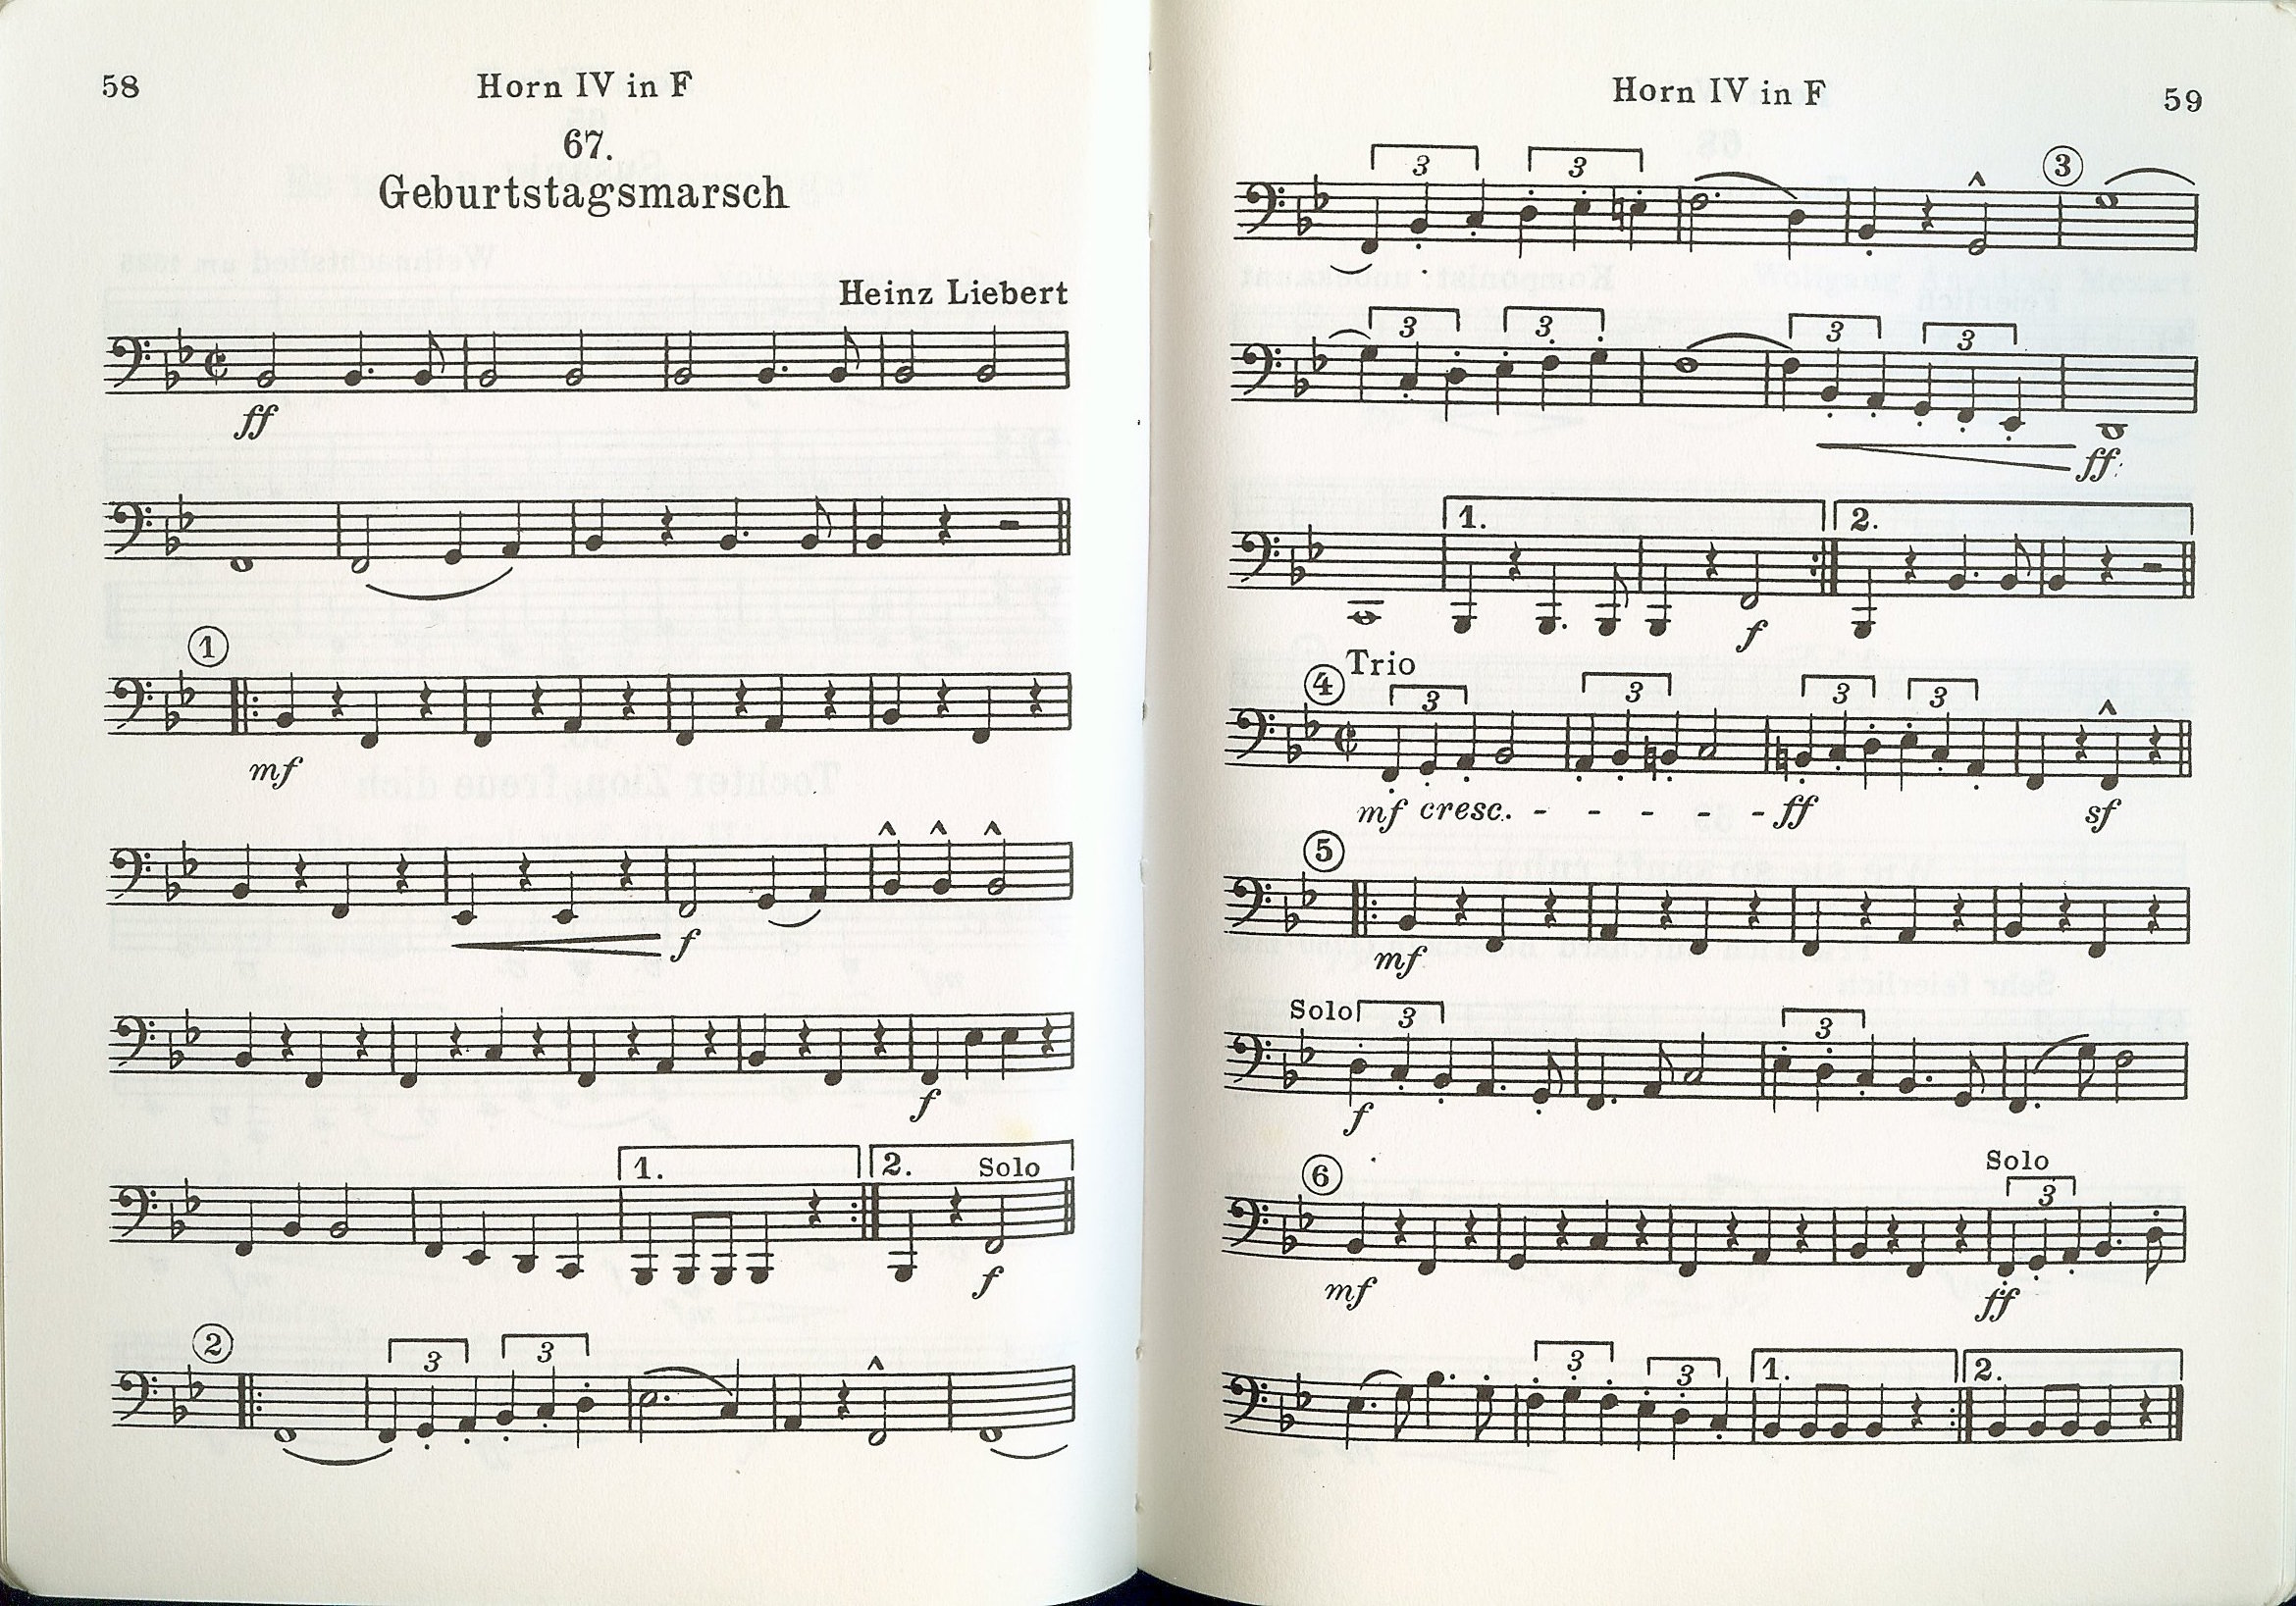 58
Horn IV in F
67.
Geburtstagsmarsch
Heinz Liebert
ff
1
mf
f
f
1.
2.
Solo
f
2
3
3
Horn IV in F
59
3
3
3
3
3
3
3
ff
1.
2.
f
Trio
4
3
3
3
3
mf cresc. - - - - - ff
sf
5
mf
Solo
3
3
f
6
Solo
3
mf
ff
3
3
1.
2.